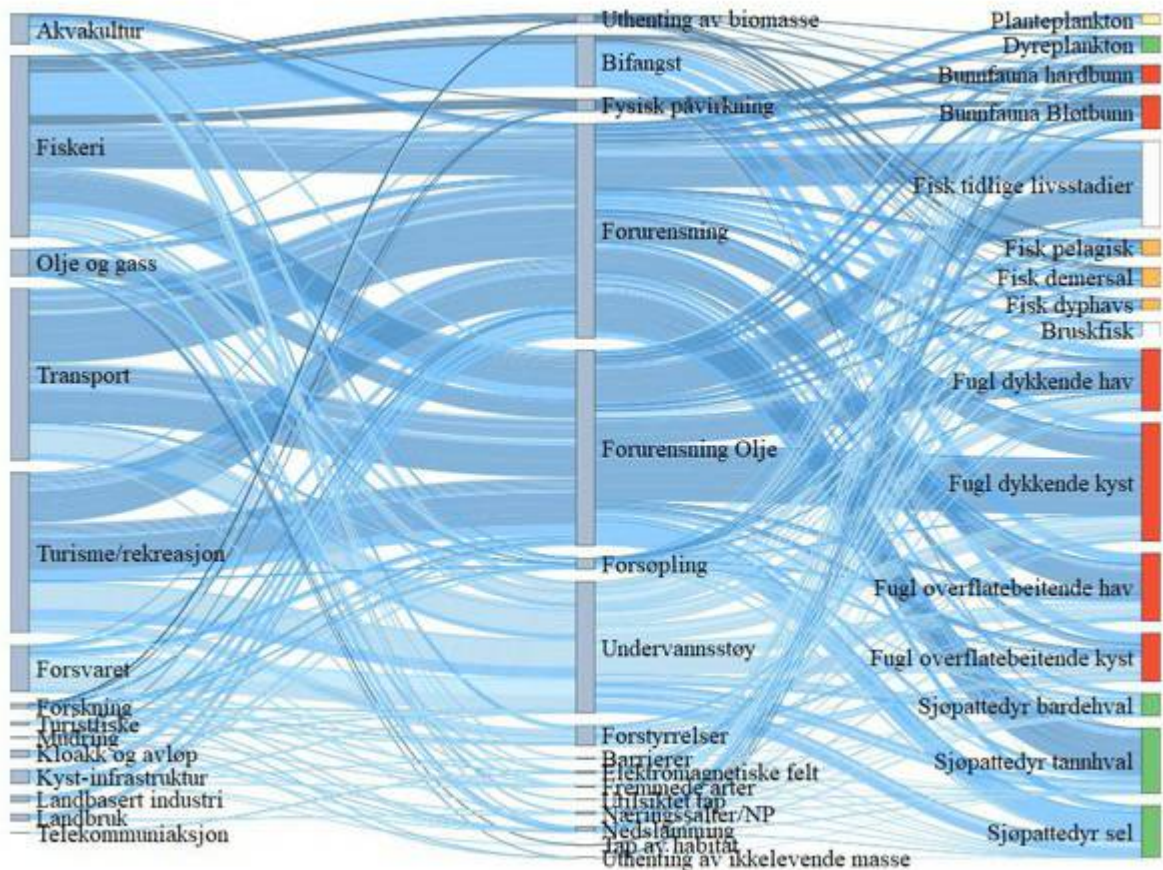 Akvakultur
Fiskeri
Olje og gass
Transport
Turisme/rekreasjon
Forsvaret
Forskning
Turistfiske
Mudring
Kloakk og avløp
Kyst-infrastruktur
Landbasert industri
Landbruk
Telekommuniaksjon
Uthenting av biomasse
Bifangst
Fysisk påvirkning
Forurensning
Forurensning Olje
Forsøpling
Undervannsstøy
Forstyrrelser
Barrierer
Elektromagnetiske felt
Fremmede arter
Utilsiktet tap
Næringssalter/NP
Nedslamming
Tap av habitat
Uthenting av ikkelevende masse
Planteplankton
Dyreplankton
Bunnfauna hardbunn
Bunnfauna Bløtbunn
Fisk tidlige livsstadier
Fisk pelagisk
Fisk demersal
Fisk dyphavs
Bruskfisk
Fugl dykkende hav
Fugl dykkende kyst
Fugl overflatebeitende hav
Fugl overflatebeitende kyst
Sjøpattedyr bardehval
Sjøpattedyr tannhval
Sjøpattedyr sel